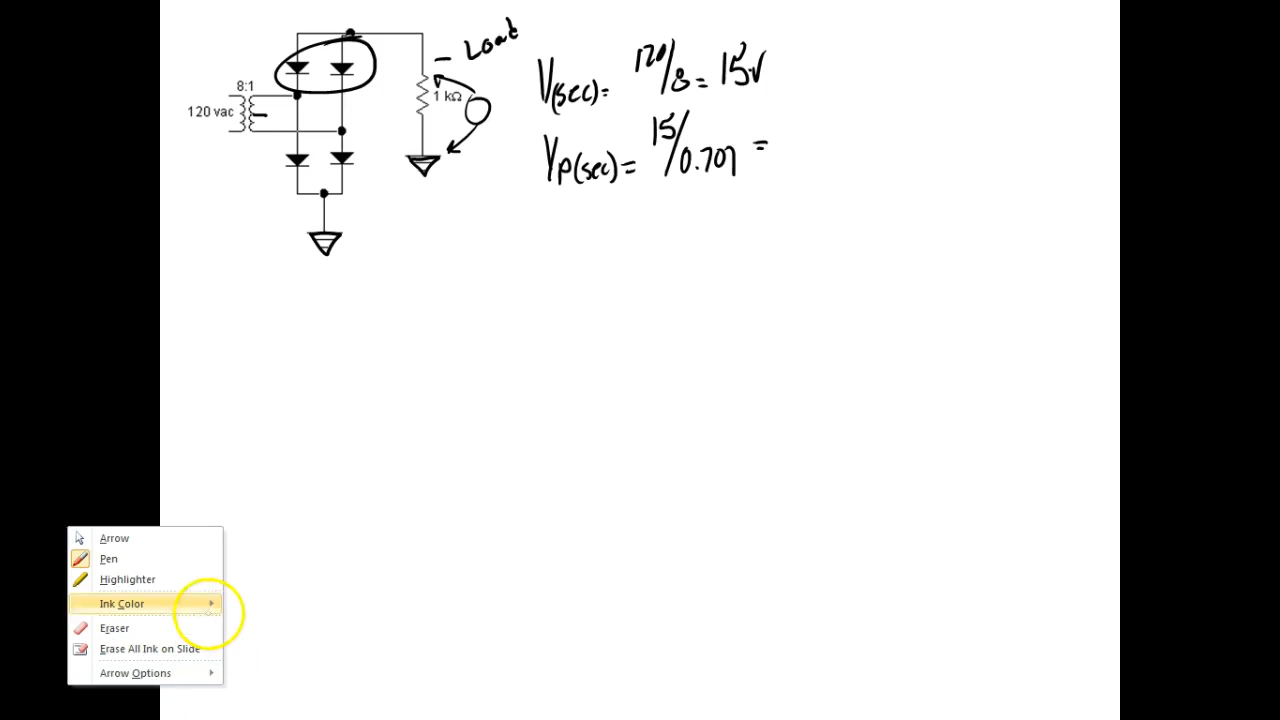 – Load
8:1
120 vac
1 kΩ
V(sec)= 120/8 = 15v
Vp(sec)= 15/0.707 =
Arrow
Pen
Highlighter
Ink Color
Eraser
Erase All Ink on Slide
Arrow Options